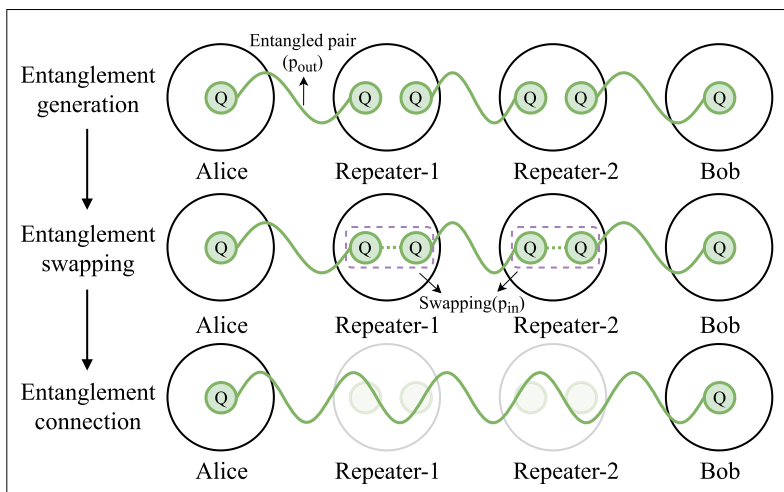 Entangled pair
(pout)
Entanglement
generation
Q Q Q Q Q Q
Alice Repeater-1 Repeater-2 Bob
Entanglement
swapping
Q Q Q Q Q Q
Swapping(pin)
Alice Repeater-1 Repeater-2 Bob
Entanglement
connection
Q Q
Alice Repeater-1 Repeater-2 Bob